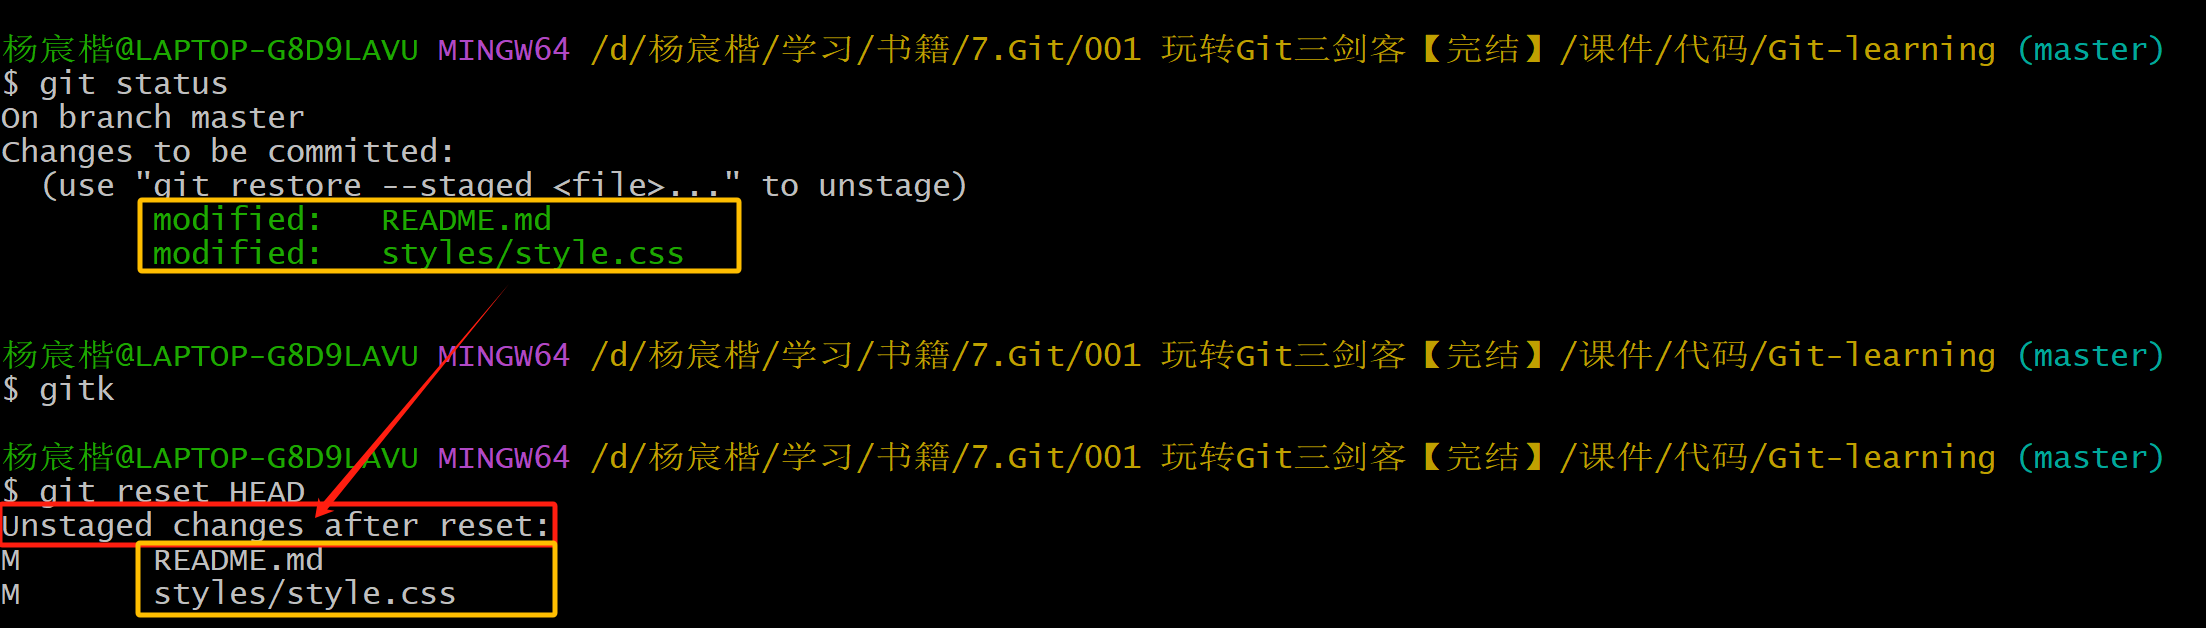 杨宸楷@LAPTOP-G8D9LAVU MINGW64 /d/杨宸楷/学习/书籍/7.Git/001 玩转Git三剑客【完结】/课件/代码/Git-learning (master)
$ git status
On branch master
Changes to be committed:
  (use "git restore --staged <file>..." to unstage)
        modified:   README.md
        modified:   styles/style.css
杨宸楷@LAPTOP-G8D9LAVU MINGW64 /d/杨宸楷/学习/书籍/7.Git/001 玩转Git三剑客【完结】/课件/代码/Git-learning (master)
$ gitk
杨宸楷@LAPTOP-G8D9LAVU MINGW64 /d/杨宸楷/学习/书籍/7.Git/001 玩转Git三剑客【完结】/课件/代码/Git-learning (master)
$ git reset HEAD
Unstaged changes after reset:
M       README.md
M       styles/style.css